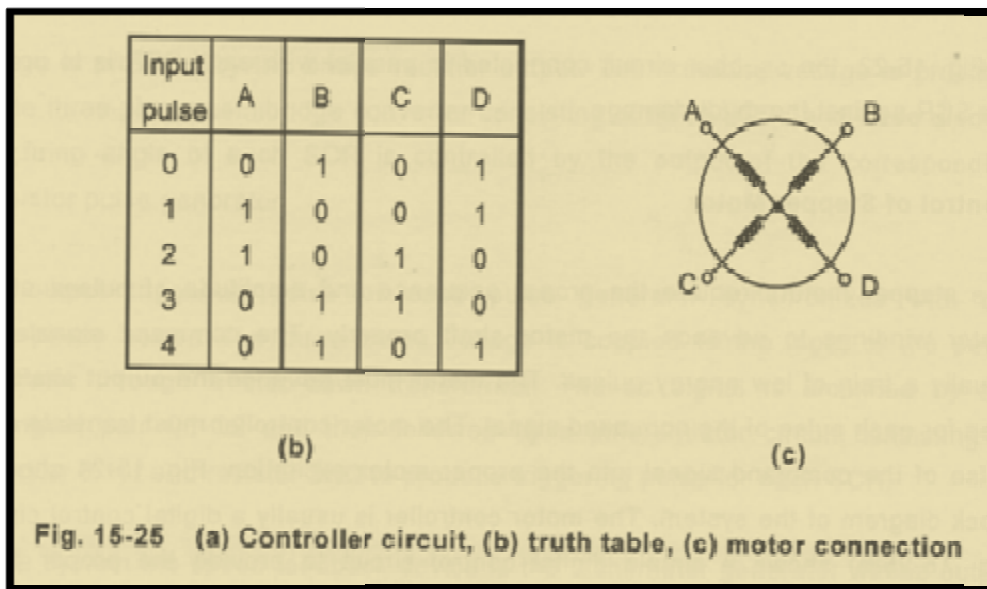 Input
pulse A B C D
0 0 1 0 1
1 1 0 0 1
2 1 0 1 0
3 0 1 1 0
4 0 1 0 1
A B
C D
(b) (c)
Fig. 15-25 (a) Controller circuit, (b) truth table, (c) motor connection